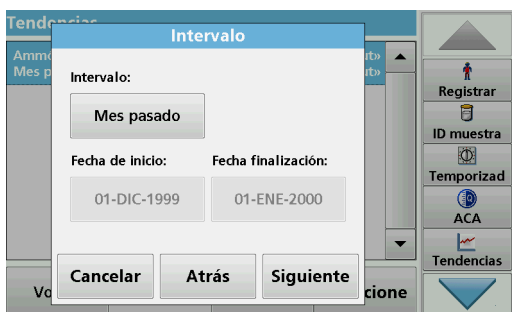 Tendencias
Intervalo
Intervalo:
Mes pasado
Fecha de inicio: Fecha finalización:
01-DIC-1999 01-ENE-2000
Cancelar Atrás Siguiente
Registrar
ID muestra
Temporizad
ACA
Tendencias